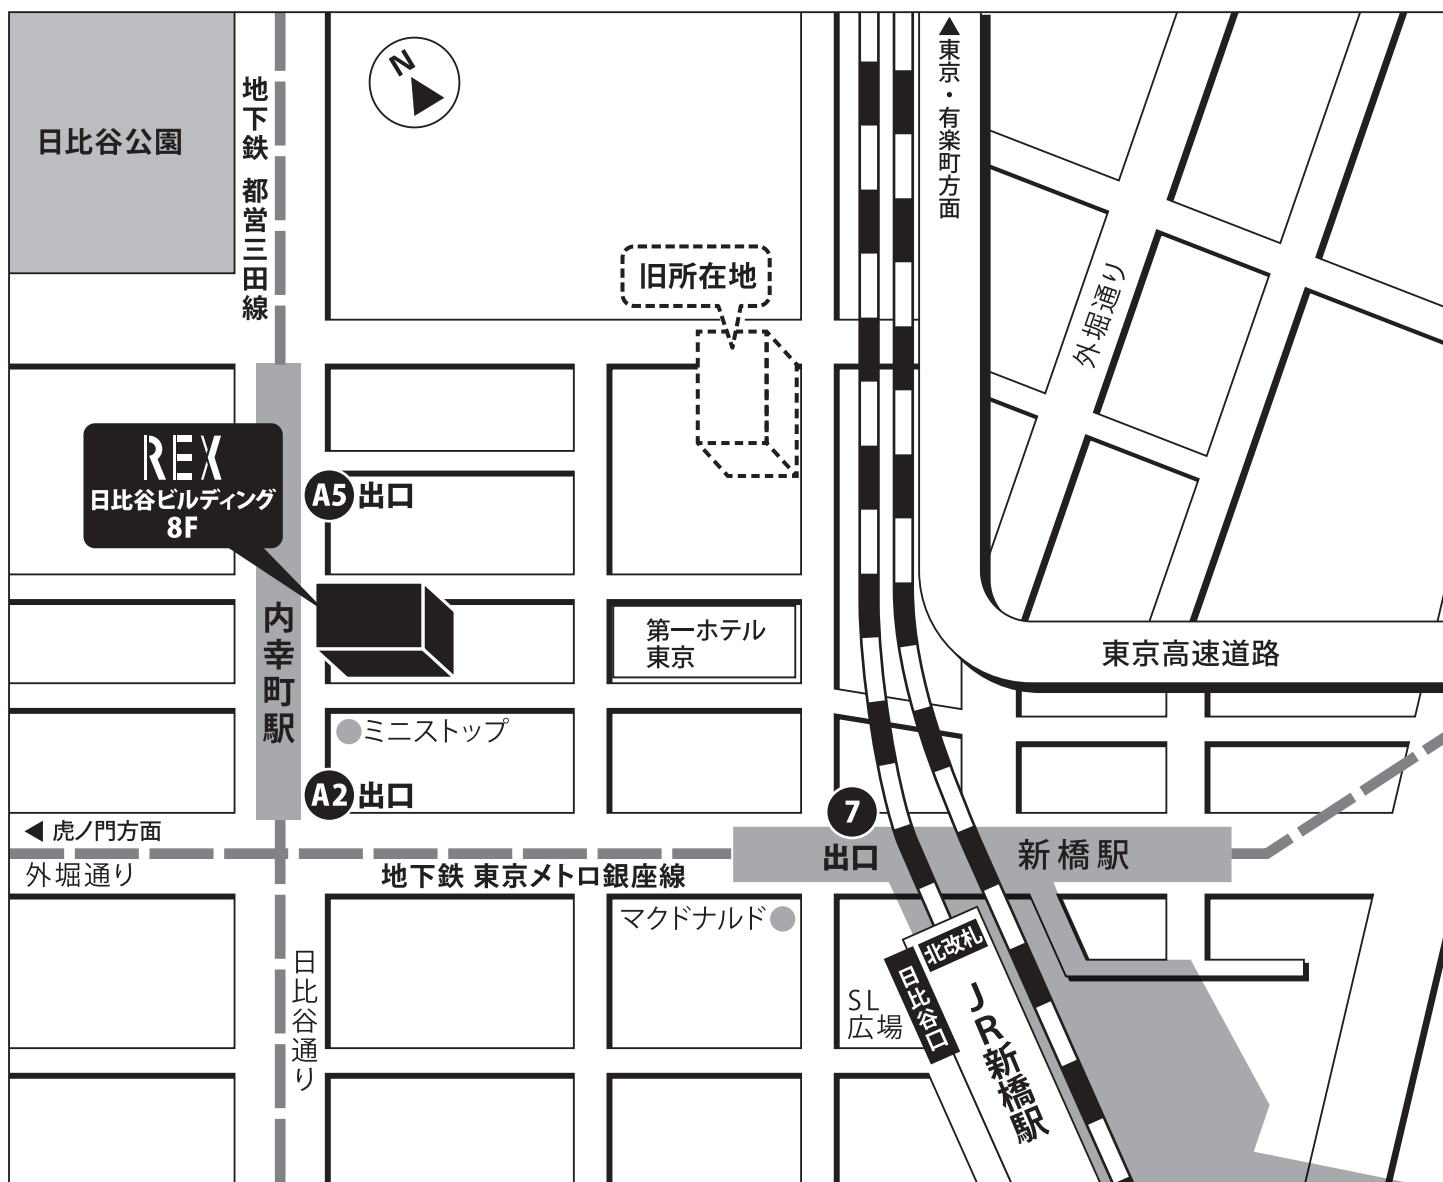 N
▲東京・有楽町方面
日比谷公園
地下鉄 都営三田線
旧所在地
外堀通り
REX
日比谷ビルディング
8F
A5 出口
内幸町駅
第一ホテル
東京
東京高速道路
ミニストップ
A2 出口
7
出口
新橋駅
◀ 虎ノ門方面
外堀通り
地下鉄 東京メトロ銀座線
マクドナルド
北改札
日比谷口
日比谷通り
SL
広場
JR新橋駅